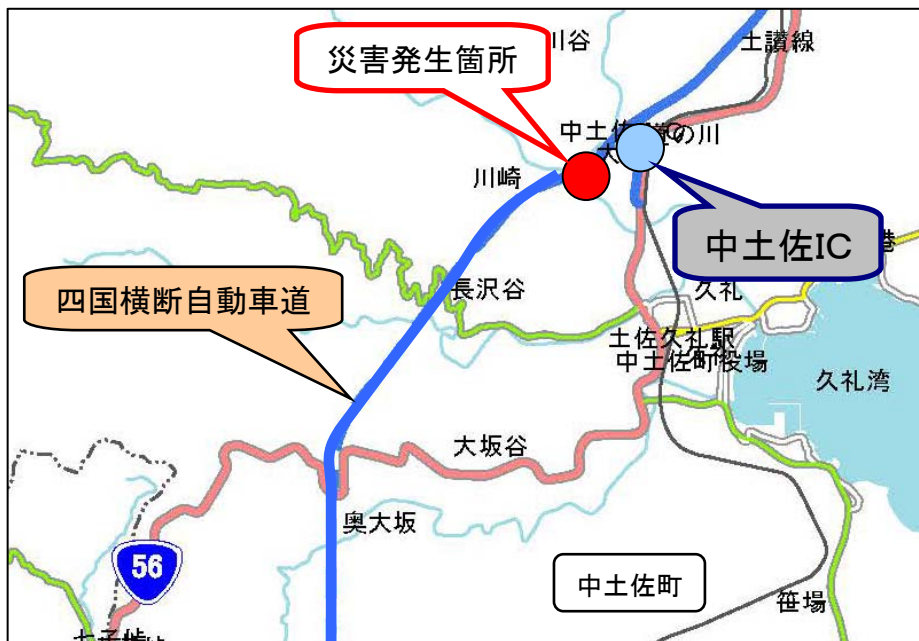 災害発生箇所
川谷
土讃線
中土佐
道の川
川崎
中土佐IC
港
四国横断自動車道
長沢谷
久礼
土佐久礼駅
中土佐町役場
久礼湾
大坂谷
奥大坂
56
中土佐町
笹場